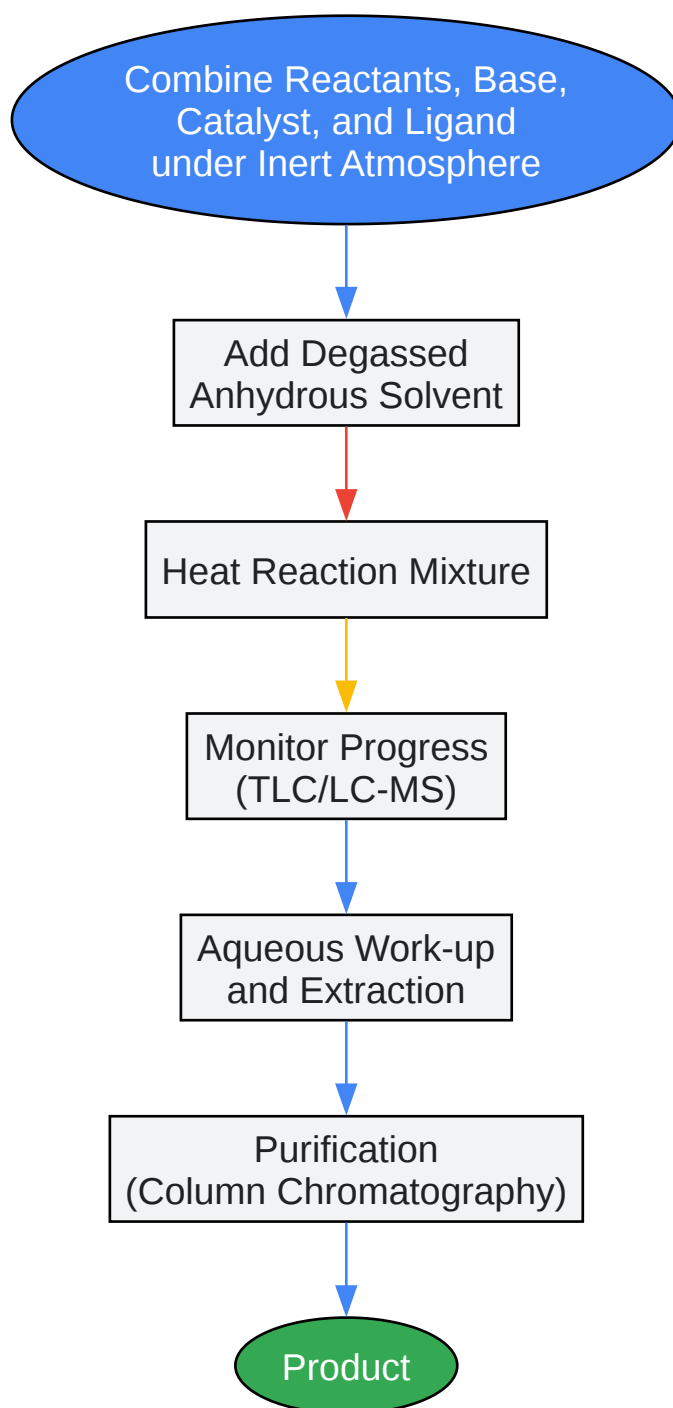 Combine Reactants, Base,
Catalyst, and Ligand
under Inert Atmosphere
Add Degassed
Anhydrous Solvent
Heat Reaction Mixture
Monitor Progress
(TLC/LC-MS)
Aqueous Work-up
and Extraction
Purification
(Column Chromatography)
Product